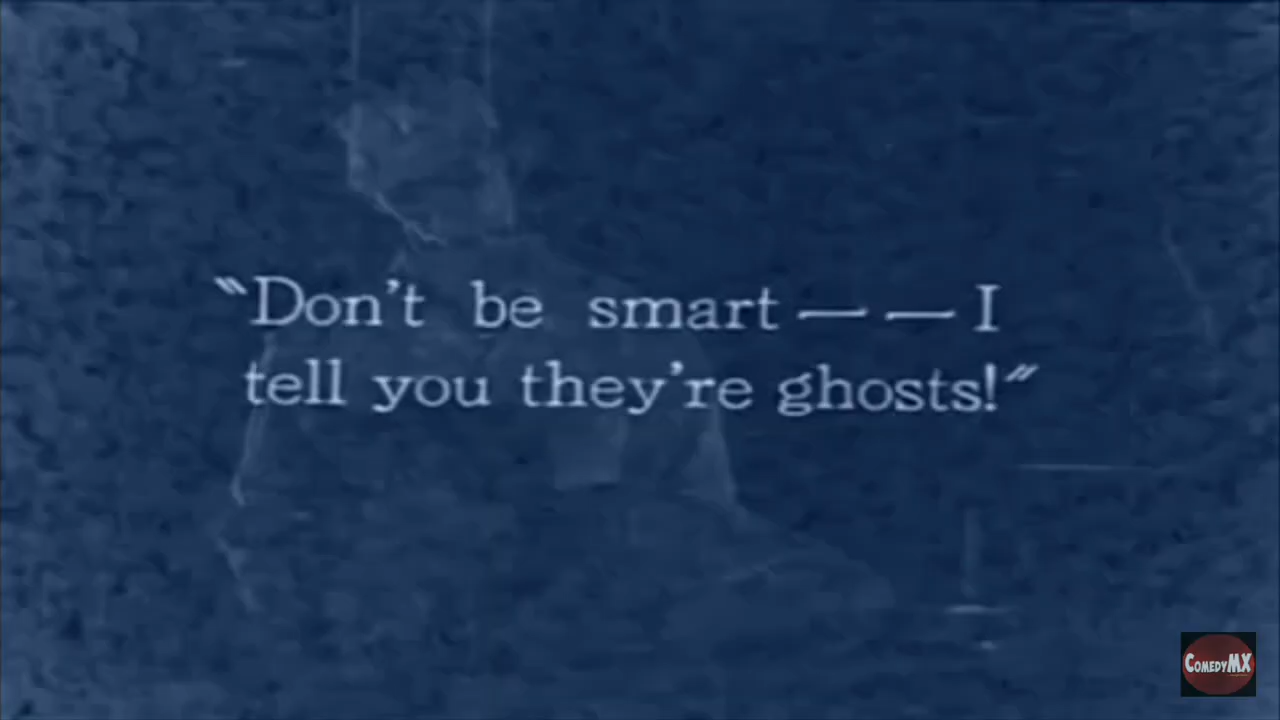 "Don't be smart — — I
tell you they're ghosts!"
COMEDYMX